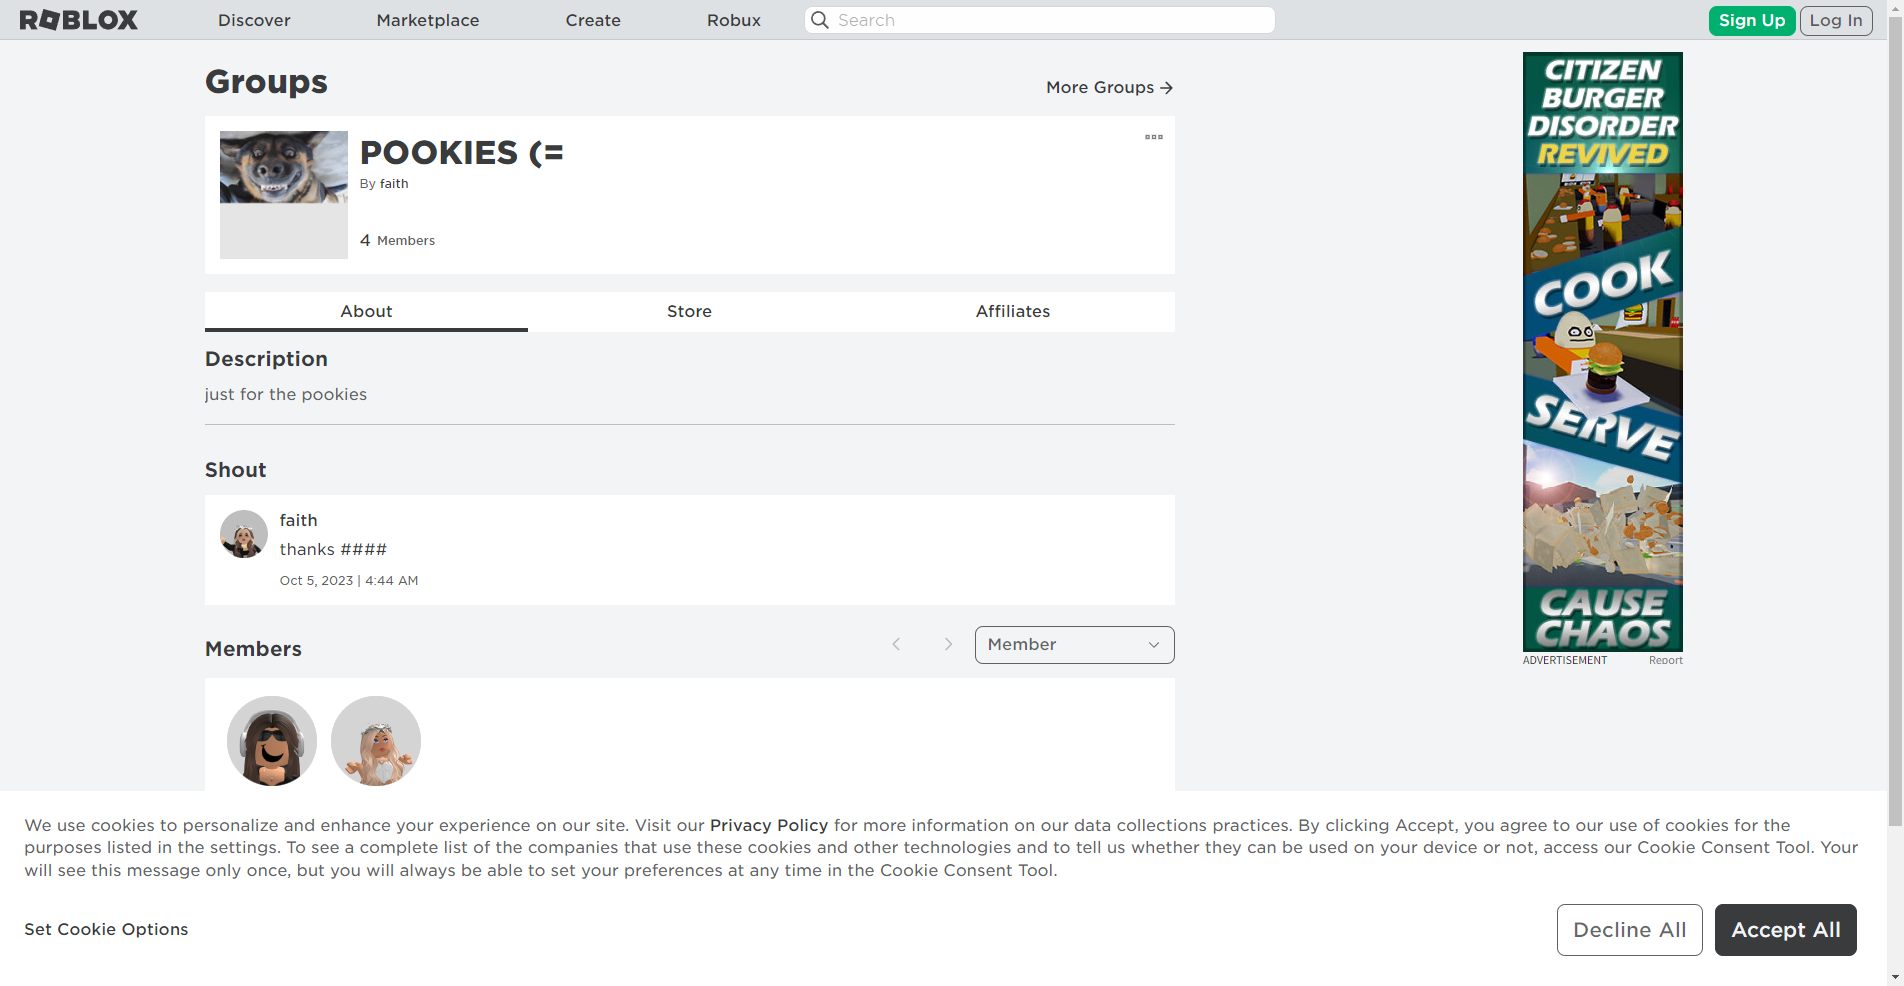 ROBLOX
Discover
Marketplace
Create
Robux
Search
Sign Up
Log In
Groups
More Groups
POOKIES (=
By faith
4 Members
About
Store
Affiliates
Description
just for the pookies
Shout
faith
thanks ####
Oct 5, 2023 | 4:44 AM
Members
Member
CITIZEN
BURGER
DISORDER
REVIVED
COOK
SERVE
CAUSE
CHAOS
ADVERTISEMENT
Report
We use cookies to personalize and enhance your experience on our site. Visit our Privacy Policy for more information on our data collections practices. By clicking Accept, you agree to our use of cookies for the
purposes listed in the settings. To see a complete list of the companies that use these cookies and other technologies and to tell us whether they can be used on your device or not, access our Cookie Consent Tool. Your
will see this message only once, but you will always be able to set your preferences at any time in the Cookie Consent Tool.
Set Cookie Options
Decline All
Accept All